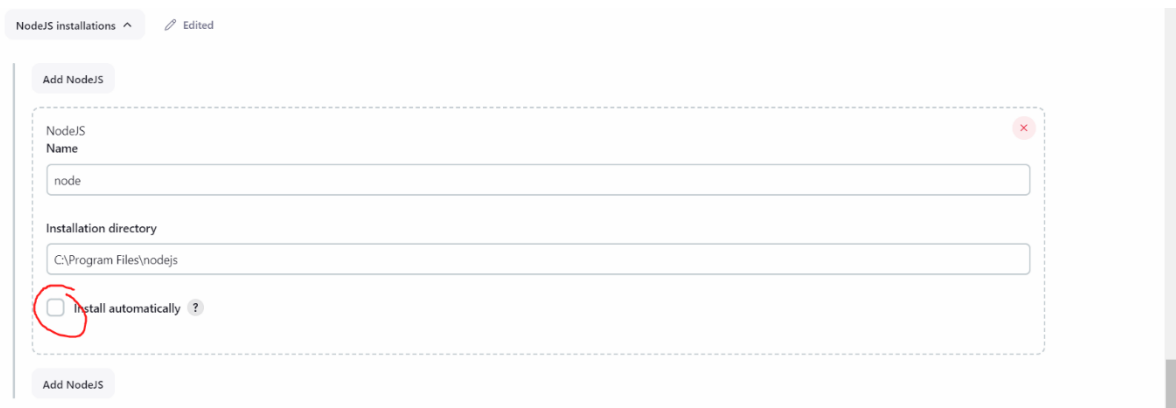 NodeJS installations Edited
Add NodeJS
NodeJS
Name
node
Installation directory
C:\Program Files\nodejs
Install automatically ?
Add NodeJS